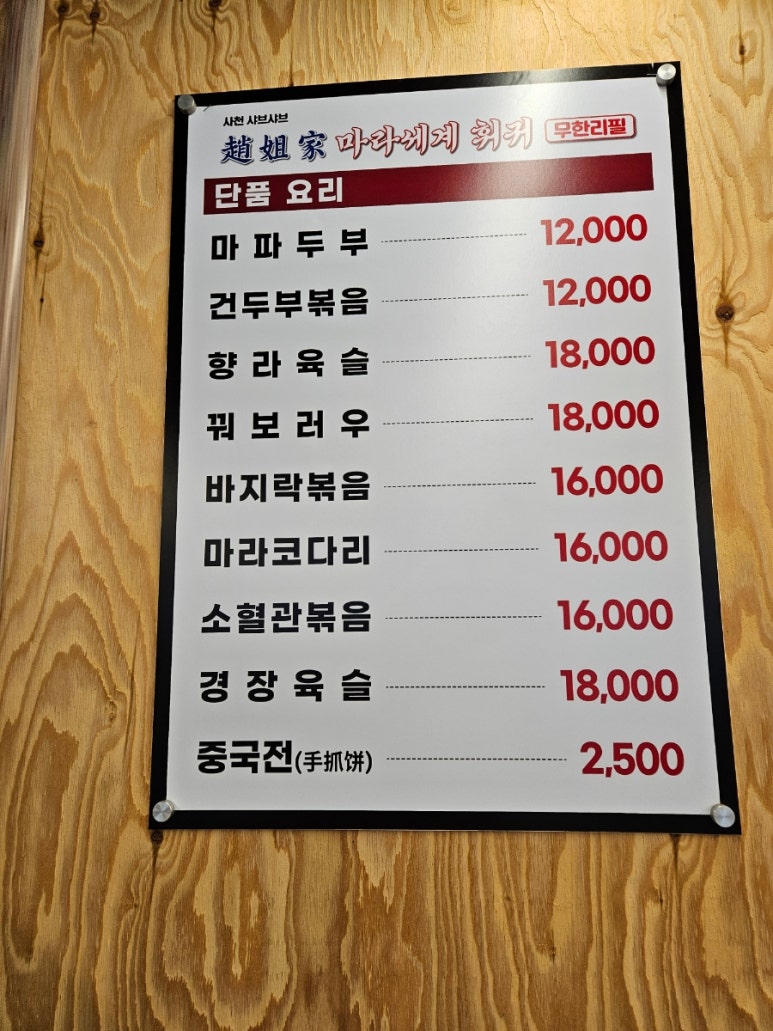 사천 샤브샤브
趙姐家 마라세계 훠궈 무한리필
단품 요리
마파두부 12,000
건두부볶음 12,000
향라육슬 18,000
꿔보러우 18,000
바지락볶음 16,000
마라코다리 16,000
소혈관볶음 16,000
경장육슬 18,000
중국전(手抓饼) 2,500